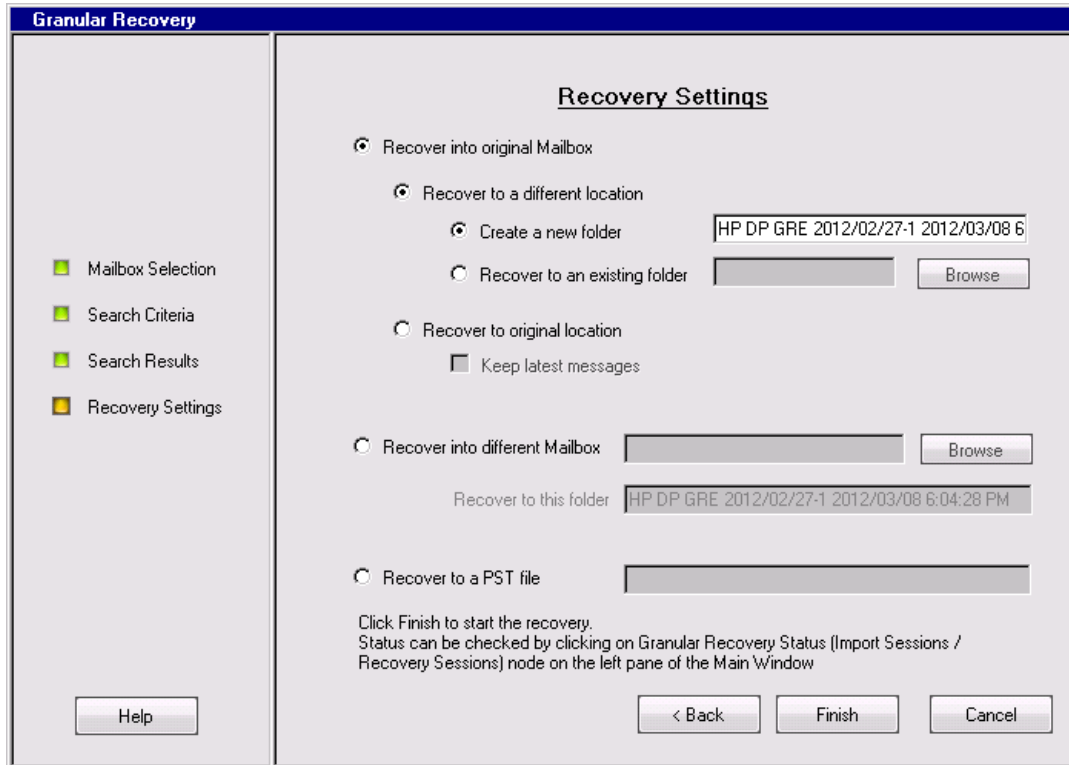 Granular Recovery
Mailbox Selection
Search Criteria
Search Results
Recovery Settings
Help
Recovery Settings
Recover into original Mailbox
Recover to a different location
Create a new folder HP DP GRE 2012/02/27-1 2012/03/08 6
Recover to an existing folder Browse
Recover to original location
Keep latest messages
Recover into different Mailbox Browse
Recover to this folder HP DP GRE 2012/02/27-1 2012/03/08 6:04:28 PM
Recover to a PST file
Click Finish to start the recovery.
Status can be checked by clicking on Granular Recovery Status (Import Sessions /
Recovery Sessions) node on the left pane of the Main Window
< Back Finish Cancel